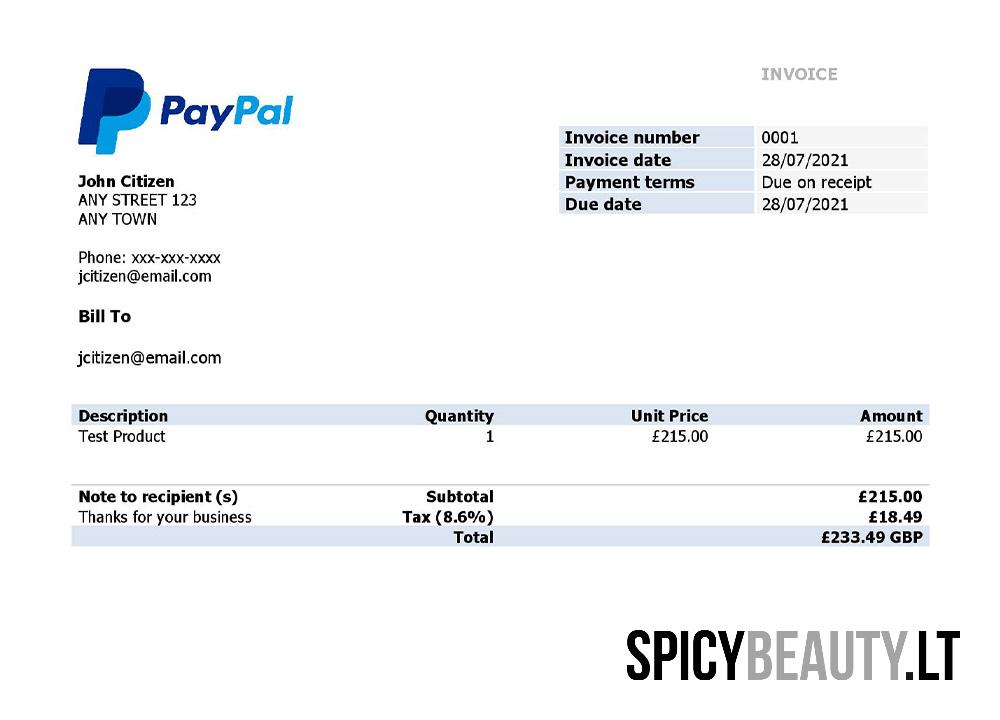 INVOICE
PayPal
Invoice number 0001
Invoice date 28/07/2021
Payment terms Due on receipt
Due date 28/07/2021
John Citizen
ANY STREET 123
ANY TOWN
Phone: xxx-xxx-xxxx
jcitizen@email.com
Bill To
jcitizen@email.com
Description Quantity Unit Price Amount
Test Product 1 £215.00 £215.00
Note to recipient (s) Subtotal £215.00
Thanks for your business Tax (8.6%) £18.49
Total £233.49 GBP
SPICYBEAUTY.LT